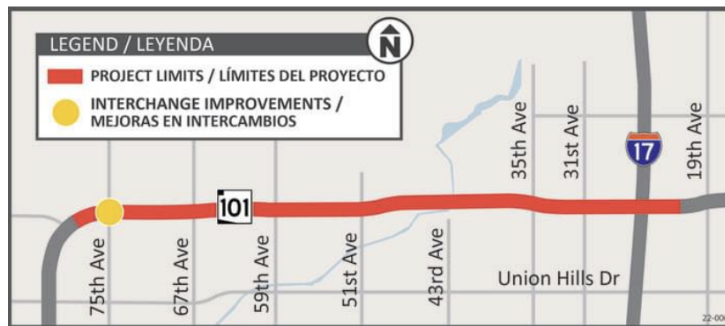 LEGEND / LEYENDA
N
PROJECT LIMITS / LÍMITES DEL PROYECTO
INTERCHANGE IMPROVEMENTS /
MEJORAS EN INTERCAMBIOS
101
17
75th Ave
67th Ave
59th Ave
51st Ave
43rd Ave
35th Ave
31st Ave
19th Ave
Union Hills Dr